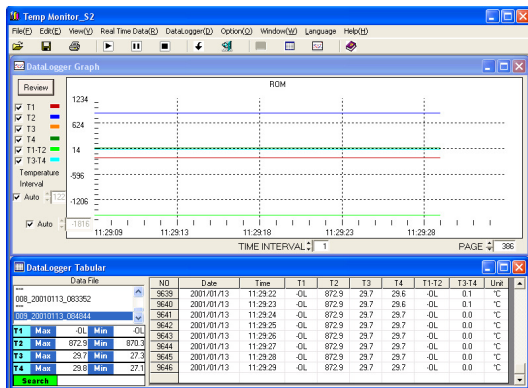 Temp Monitor_S2
File(F) Edit(E) View(V) Real Time Data(R) DataLogger(D) Option(O) Window(W) Language Help(H)
DataLogger Graph
Review
ROM
T1
T2
T3
T4
T1-T2
T3-T4
Temperature
Interval
Auto 122
Auto -1816
1234
624
14
-596
-1206
11:29:09 11:29:13 11:29:18 11:29:23 11:29:28
TIME INTERVAL 1 PAGE 386
DataLogger Tabular
Data File
---
008_20010113_083352
---
009_20010113_084844
T1 Max -OL Min -OL
T2 Max 872.9 Min 870.3
T3 Max 29.7 Min 27.3
T4 Max 29.8 Min 27.1
Search
NO Date Time T1 T2 T3 T4 T1-T2 T3-T4 Unit
9639 2001/01/13 11:29:22 -OL 872.9 29.7 29.6 -OL 0.1 °C
9640 2001/01/13 11:29:23 -OL 872.9 29.7 29.6 -OL 0.1 °C
9641 2001/01/13 11:29:24 -OL 872.9 29.7 29.7 -OL 0.0 °C
9642 2001/01/13 11:29:25 -OL 872.9 29.7 29.7 -OL 0.0 °C
9643 2001/01/13 11:29:26 -OL 872.9 29.7 29.7 -OL 0.0 °C
9644 2001/01/13 11:29:27 -OL 872.9 29.7 29.7 -OL 0.0 °C
9645 2001/01/13 11:29:28 -OL 872.9 29.7 29.7 -OL 0.0 °C
9646 2001/01/13 11:29:29 -OL 872.9 29.7 29.7 -OL 0.0 °C